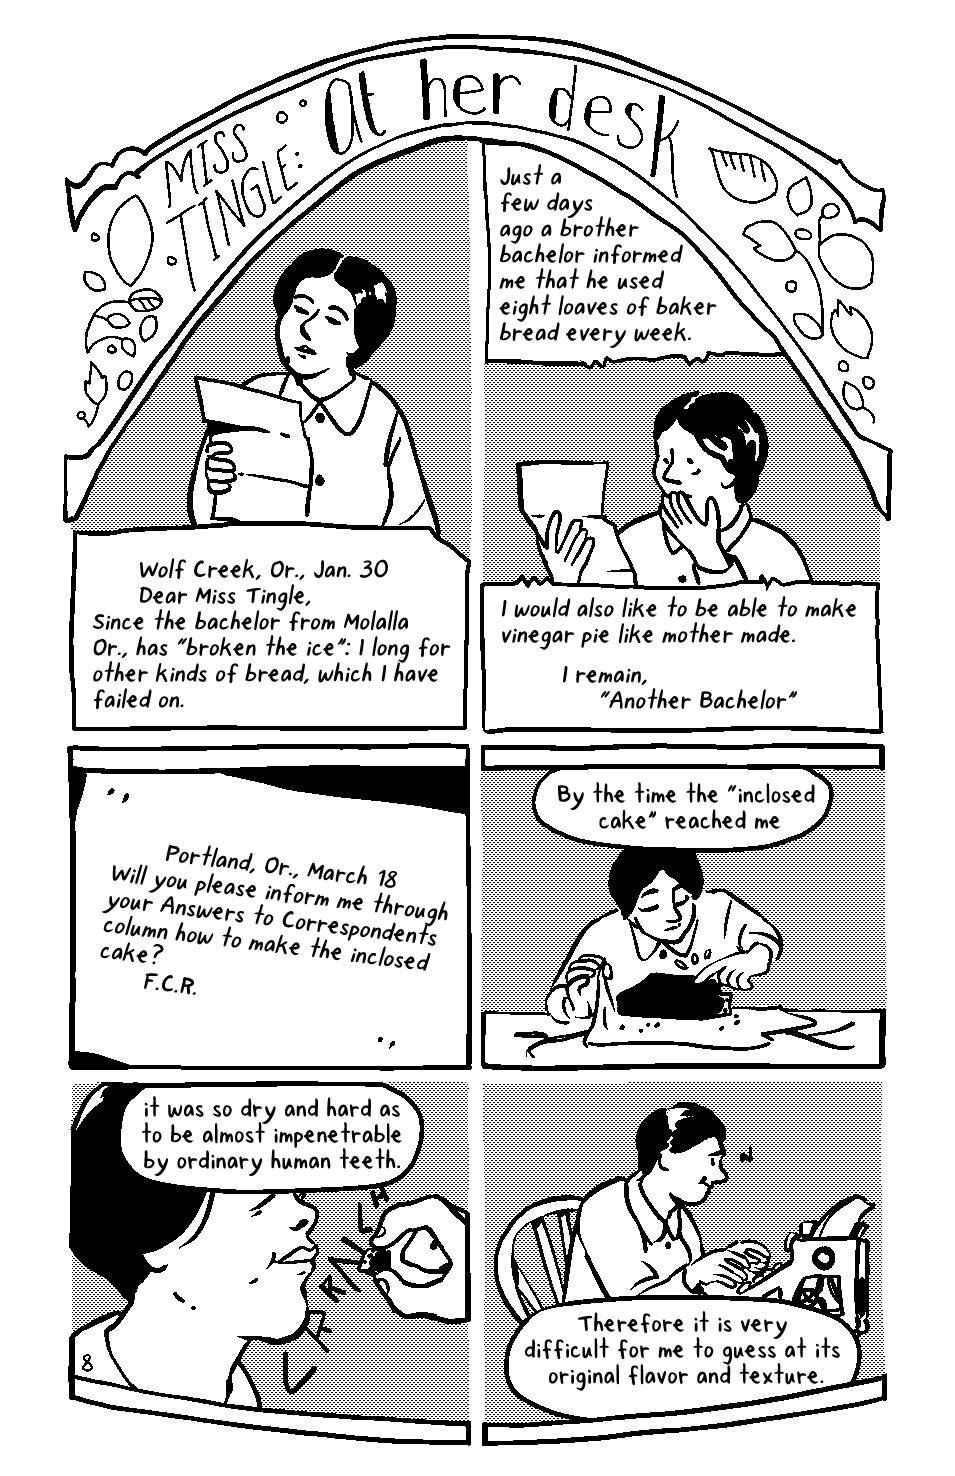 MISS
TINGLE:
At her desk
Wolf Creek, Or., Jan. 30
Dear Miss Tingle,
Since the bachelor from Molalla
Or., has "broken the ice": I long for
other kinds of bread, which I have
failed on.
Just a
few days
ago a brother
bachelor informed
me that he used
eight loaves of baker
bread every week.
I would also like to be able to make
vinegar pie like mother made.
I remain,
"Another Bachelor"
Portland, Or., March 18
Will you please inform me through
your Answers to Correspondents
column how to make the inclosed
cake?
F.C.R.
By the time the "inclosed
cake" reached me
it was so dry and hard as
to be almost impenetrable
by ordinary human teeth.
8
Therefore it is very
difficult for me to guess at its
original flavor and texture.